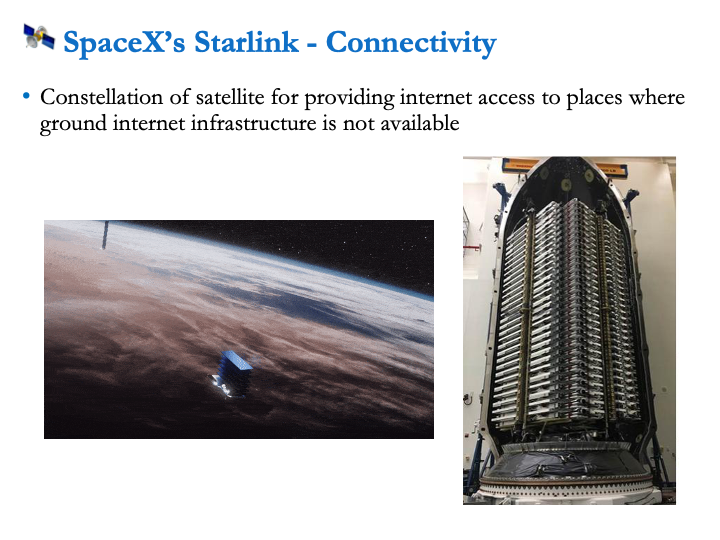 SpaceX’s Starlink - Connectivity
• Constellation of satellite for providing internet access to places where
ground internet infrastructure is not available